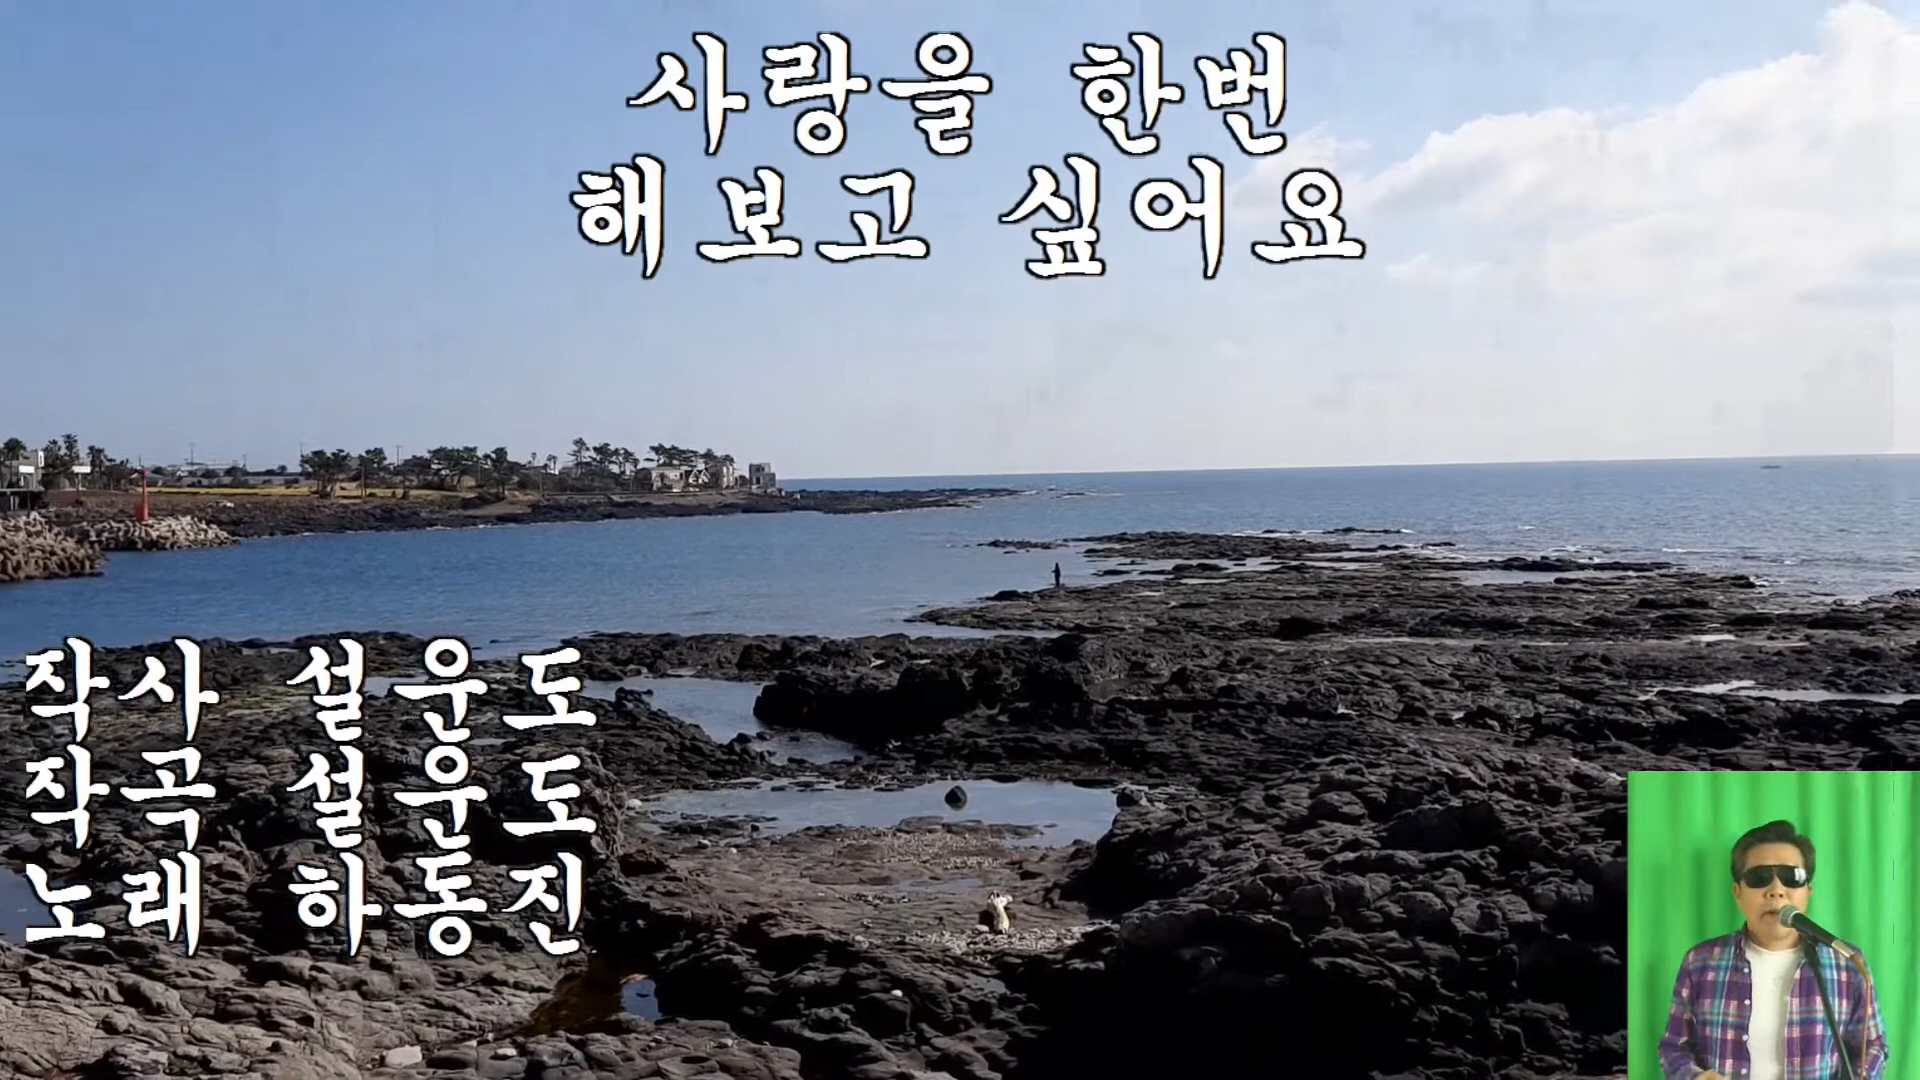 사랑을 한번
해보고 싶어요
작사 설운도
작곡 설운도
노래 하동진